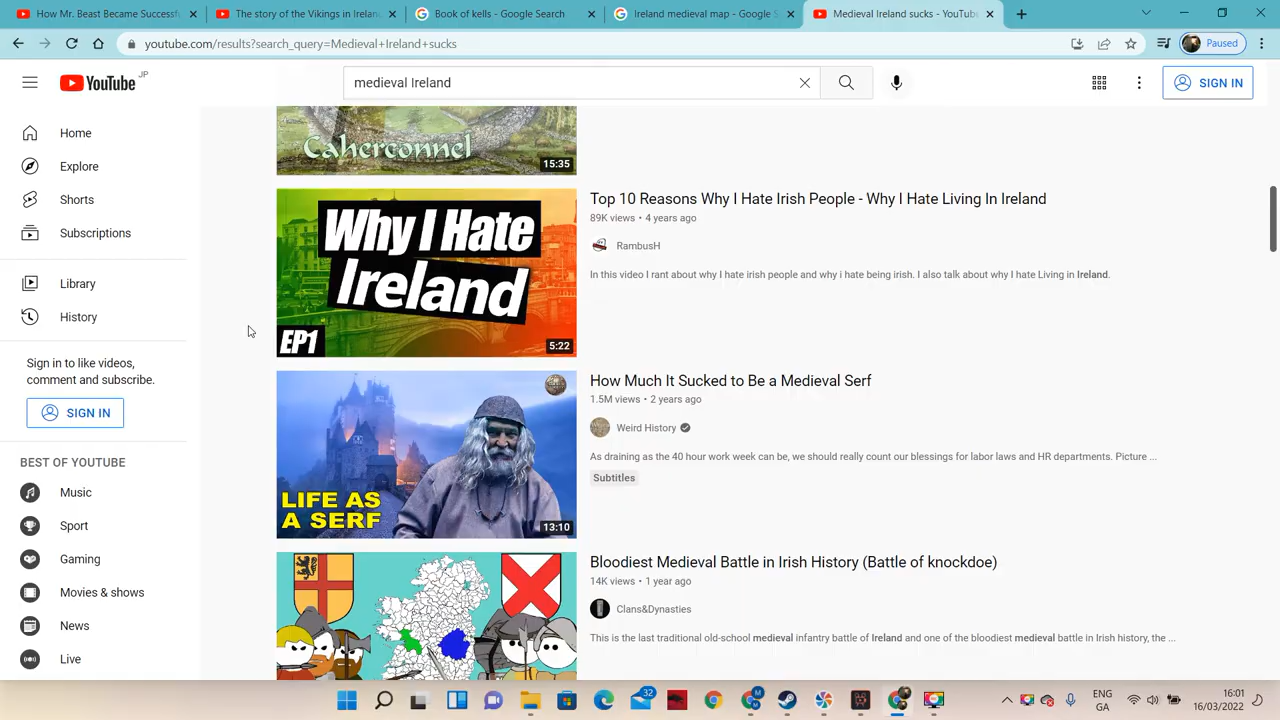 How Mr. Beast Became Successf
The story of the Vikings in Irelan
Book of kells - Google Search
Ireland medieval map - Google S
Medieval Ireland sucks - YouTub
youtube.com/results?search_query=Medieval+Ireland+sucks
Paused
YouTube JP
medieval Ireland
SIGN IN
Home
Explore
Shorts
Subscriptions
Library
History
Sign in to like videos,
comment and subscribe.
SIGN IN
BEST OF YOUTUBE
Music
Sport
Gaming
Movies & shows
News
Live
Caherconnel
15:35
Why I Hate
Ireland
EP1
5:22
Top 10 Reasons Why I Hate Irish People - Why I Hate Living In Ireland
89K views • 4 years ago
RambusH
In this video I rant about why I hate irish people and why i hate being irish. I also talk about why I hate Living in Ireland.
LIFE AS
A SERF
13:10
How Much It Sucked to Be a Medieval Serf
1.5M views • 2 years ago
Weird History
As draining as the 40 hour work week can be, we should really count our blessings for labor laws and HR departments. Picture ...
Subtitles
Bloodiest Medieval Battle in Irish History (Battle of knockdoe)
14K views • 1 year ago
Clans&Dynasties
This is the last traditional old-school medieval infantry battle of Ireland and one of the bloodiest medieval battle in Irish history, the ...
32
M
M
ENG
GA
16:01
16/03/2022